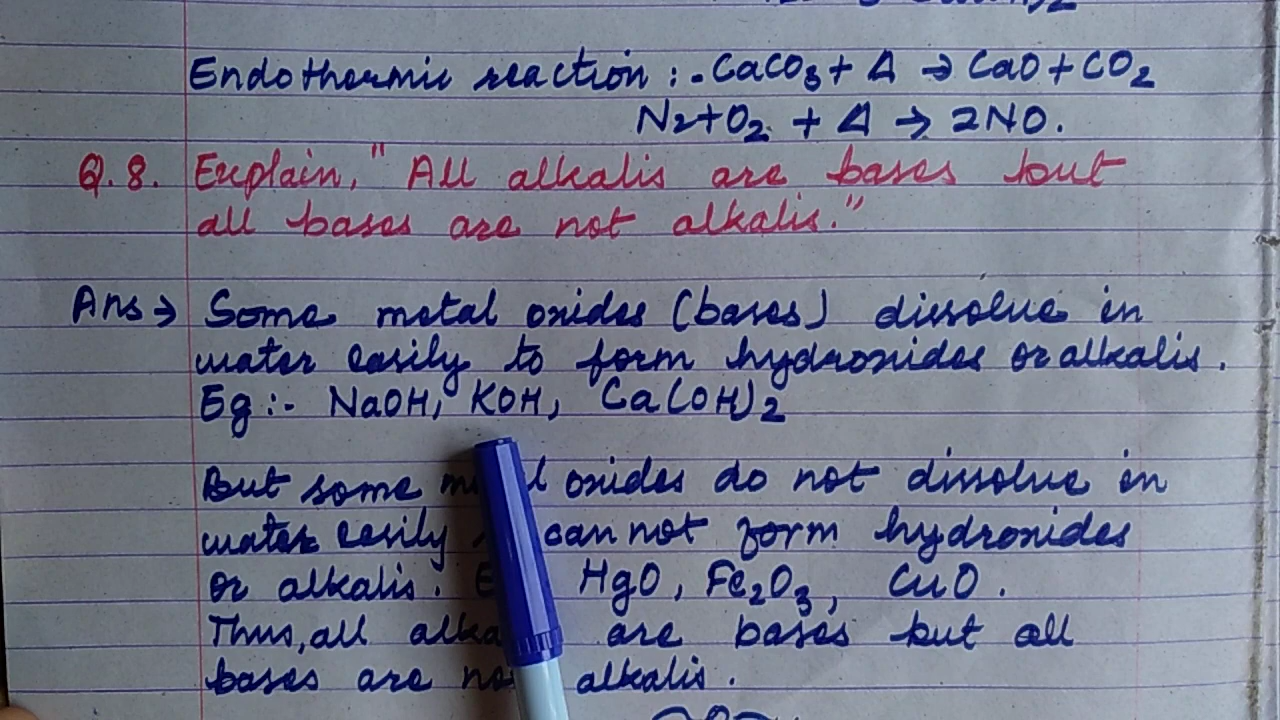 Endothermic reaction :- CaCO3 + Δ → CaO + CO2
N2+O2 + Δ → 2NO.
Q.8. Explain, "All alkalis are bases but
all bases are not alkalis."
Ans → Some metal oxides (bases) dissolve in
water easily to form hydroxides or alkalis.
Eg :- NaOH, KOH, Ca(OH)2
But some oxides do not dissolve in
water easily can not form hydroxides
or alkalis. HgO, Fe2O3, CuO.
Thus, all are bases but all
bases are alkalis.